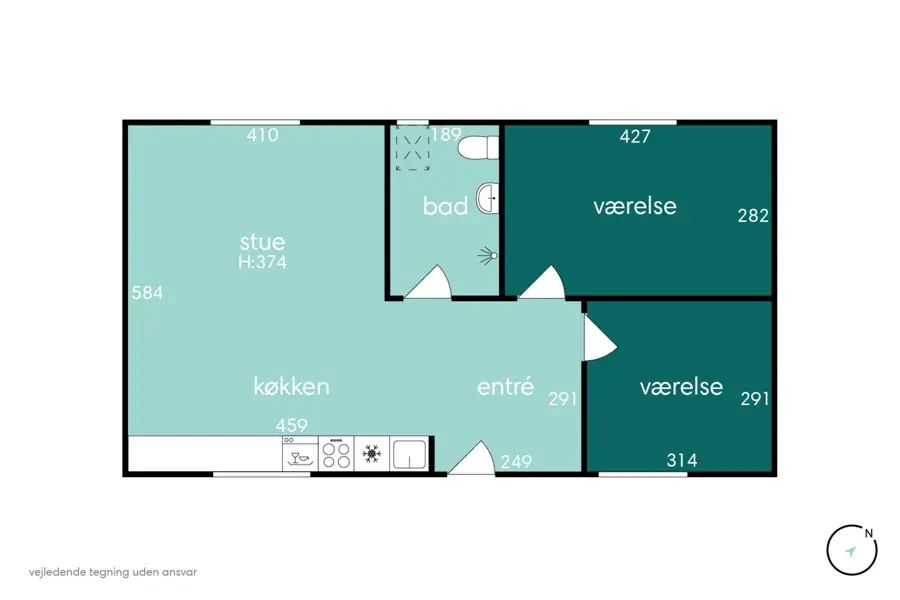 410
189
427
bad
værelse
282
stue
H:374
584
køkken
entré
291
værelse
291
459
249
314
N
vejledende tegning uden ansvar